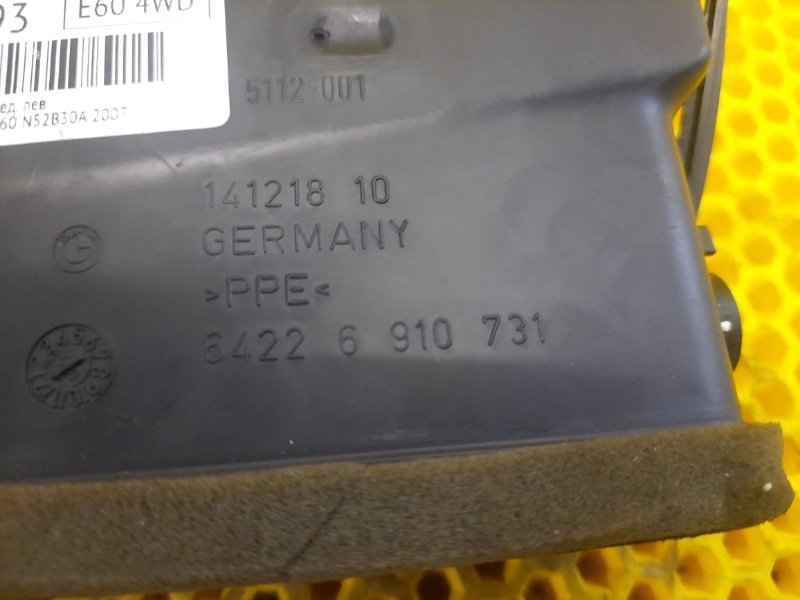 93
E60 4WD
ед. лев
60 N52B30A 2007
5112-001
141218 10
GERMANY
>PPE<
6422 6 910 731